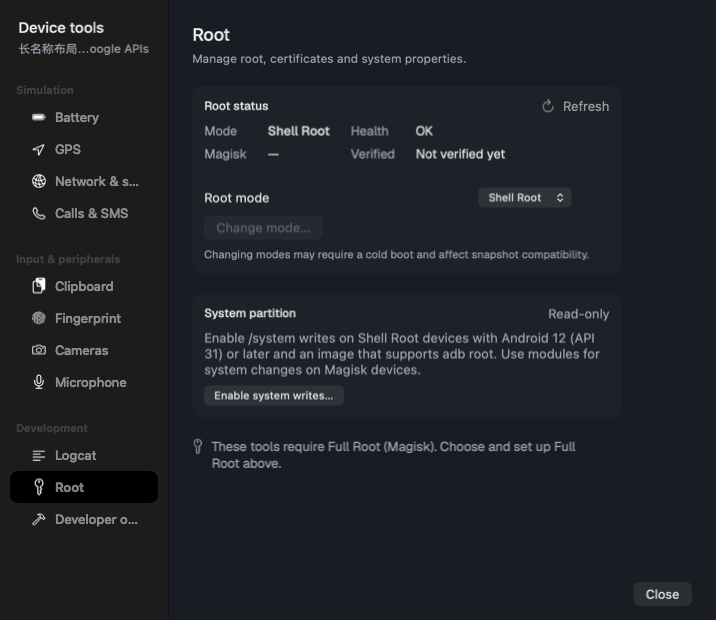 Device tools
长名称布局...oogle APIs
Simulation
Battery
GPS
Network & s...
Calls & SMS
Input & peripherals
Clipboard
Fingerprint
Cameras
Microphone
Development
Logcat
Root
Developer o...
Root
Manage root, certificates and system properties.
Root status
Refresh
Mode Shell Root Health OK
Magisk — Verified Not verified yet
Root mode Shell Root
Change mode...
Changing modes may require a cold boot and affect snapshot compatibility.
System partition Read-only
Enable /system writes on Shell Root devices with Android 12 (API
31) or later and an image that supports adb root. Use modules for
system changes on Magisk devices.
Enable system writes...
These tools require Full Root (Magisk). Choose and set up Full
Root above.
Close